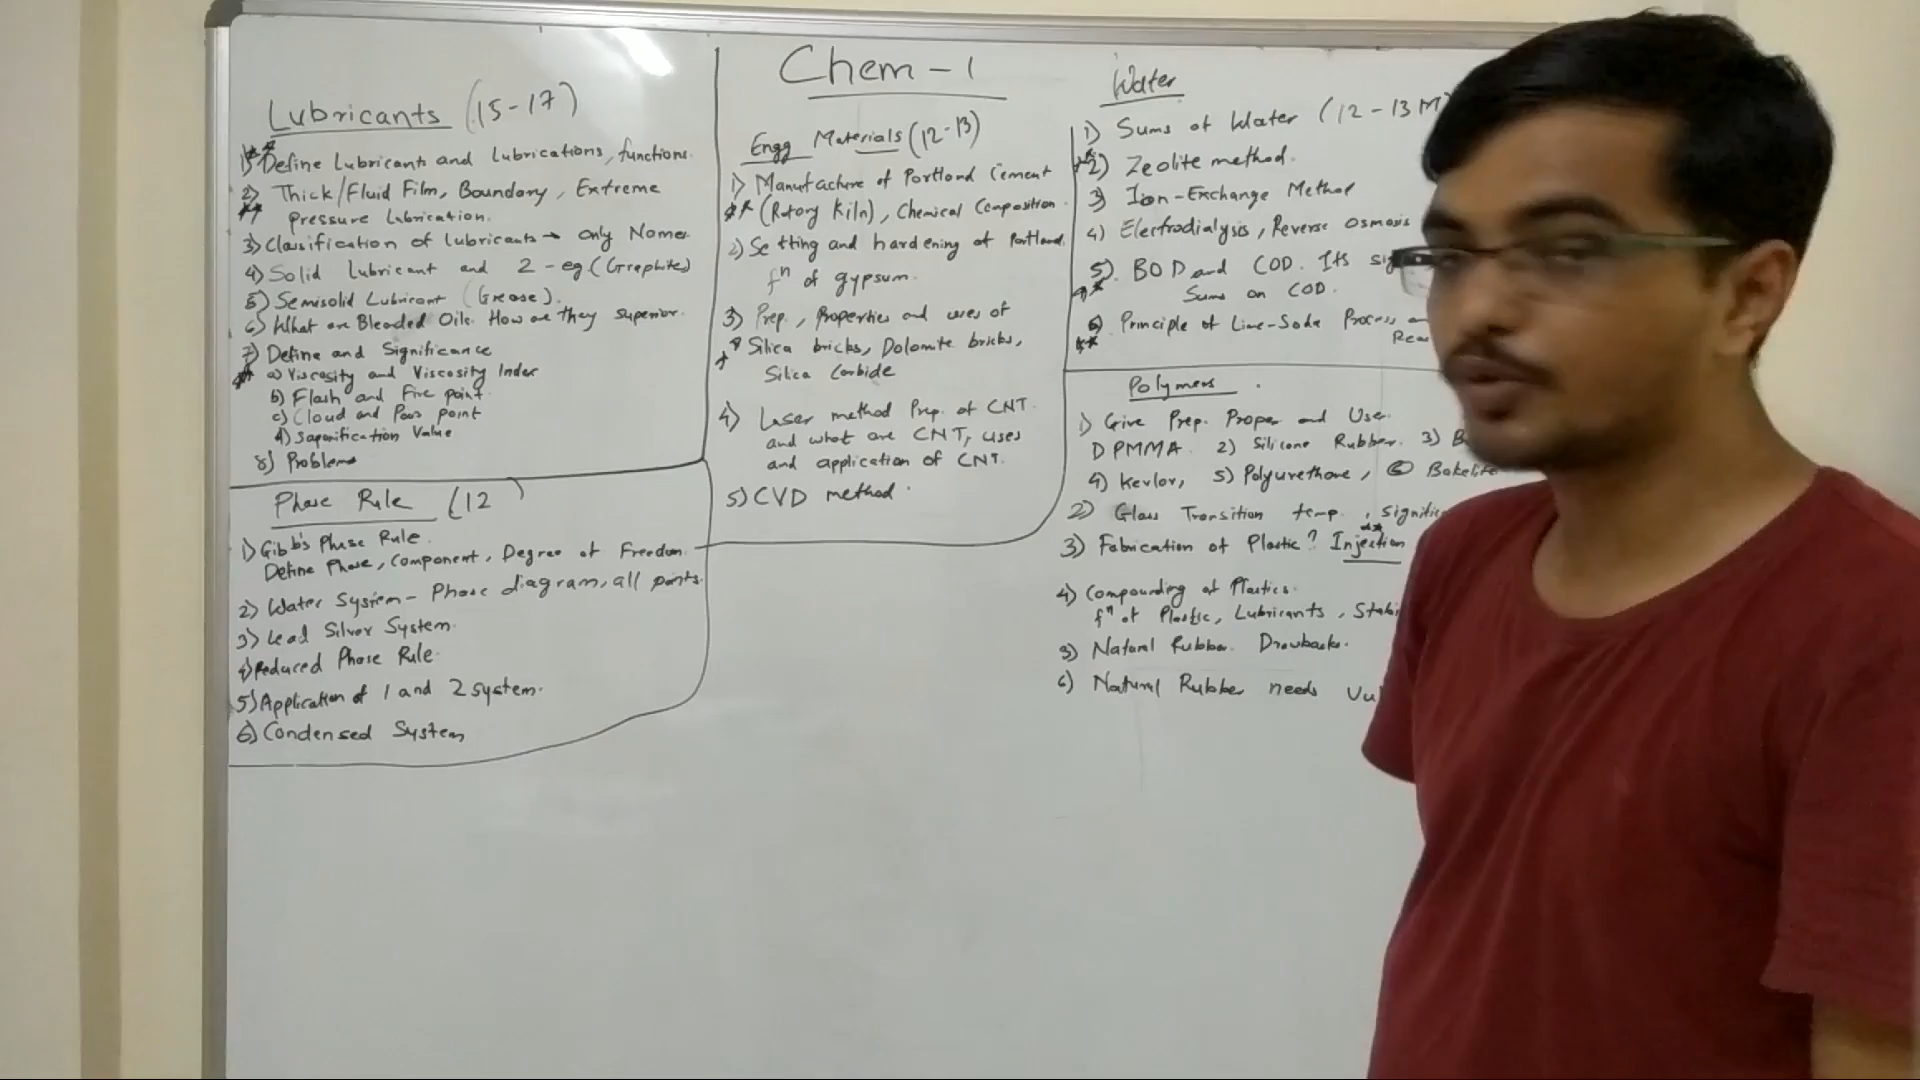 Chem - 1
Lubricants (15-17)
1) Define Lubricants and Lubrications, functions.
2) Thick/Fluid Film, Boundary, Extreme
pressure Lubrication.
3) Classification of lubricants → only Names
4) Solid Lubricant and 2 - eg (Graphite)
5) Semisolid Lubricant (Grease).
6) What are Bleaded Oils. How are they superior.
7) Define and Significance
a) Viscosity and Viscosity Index
b) Flash and Fire point.
c) Cloud and Pour point
d) Saponification Value
8) Problems
Phase Rule (12)
1) Gibb's Phase Rule.
Define Phase, Component, Degree of Freedom.
2) Water System - Phase diagram, all points.
3) Lead Silver System.
4) Reduced Phase Rule.
5) Application of 1 and 2 system.
6) Condensed System
Engg Materials (12-13)
1) Manufacture of Portland Cement
(Rotory Kiln), Chemical Composition.
2) Setting and hardening of Portland.
fⁿ of gypsum.
3) Prep., Properties and uses of
Silica bricks, Dolomite bricks,
Silica Carbide
4) Laser method Prep. of CNT.
and what are CNT, uses
and application of CNT.
5) CVD method.
Water
1) Sums of Water (12-13 M)
2) Zeolite method.
3) Ion-Exchange Method
4) Electrodialysis, Reverse Osmosis
5) BOD and COD. Its
Sums on COD.
6) Principle of Lime-Soda Process
Polymers
1) Give Prep. Proper and Use.
1) PMMA. 2) Silicone Rubber. 3)
4) Kevlar, 5) Polyurethane, 6) Bakelite
2) Glass Transition temp.,
3) Fabrication of Plastic? Injection
4) Compounding of Plastics.
fⁿ of Plastic, Lubricants,
5) Natural Rubber. Drawbacks.
6) Natural Rubber needs